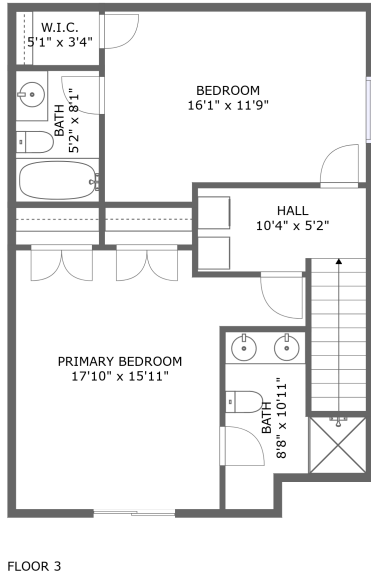 W.I.C.
5'1" x 3'4"
BEDROOM
16'1" x 11'9"
BATH
5'2" x 8'1"
HALL
10'4" x 5'2"
PRIMARY BEDROOM
17'10" x 15'11"
BATH
8'8" x 10'11"
FLOOR 3